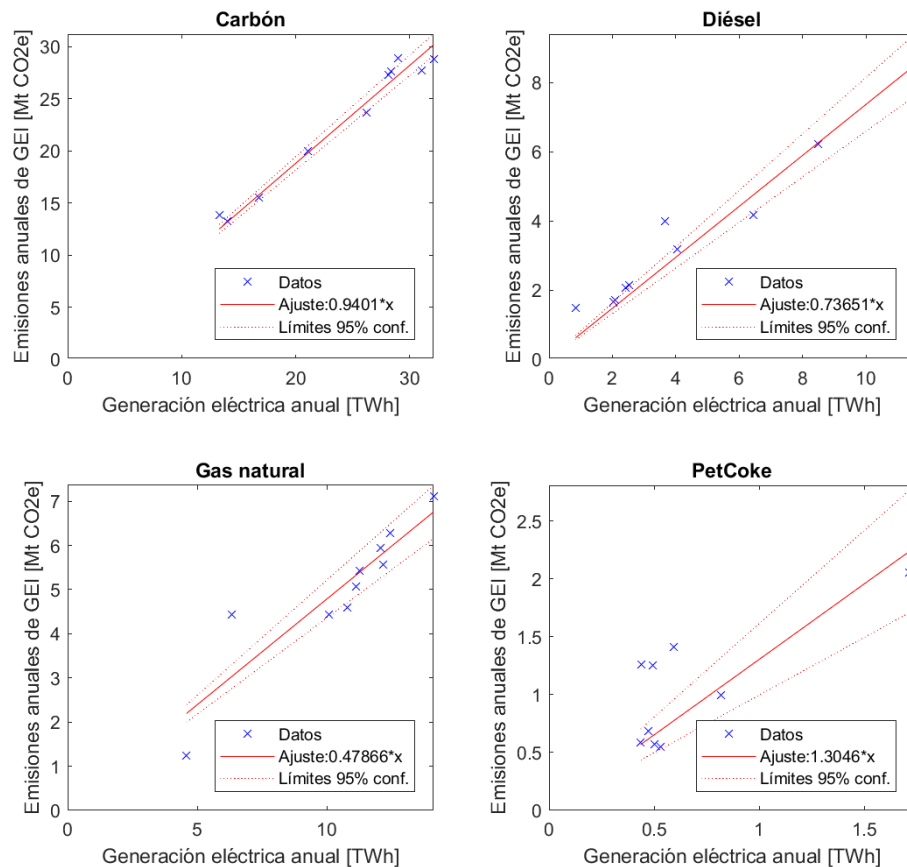 Carbón
Emisiones anuales de GEI [Mt CO2e]
30
25
20
15
10
5
0
Datos
Ajuste:0.9401*x
Límites 95% conf.
0 10 20 30
Generación eléctrica anual [TWh]
Diésel
Emisiones anuales de GEI [Mt CO2e]
8
6
4
2
0
Datos
Ajuste:0.73651*x
Límites 95% conf.
0 2 4 6 8 10
Generación eléctrica anual [TWh]
Gas natural
Emisiones anuales de GEI [Mt CO2e]
7
6
5
4
3
2
1
0
Datos
Ajuste:0.47866*x
Límites 95% conf.
0 5 10
Generación eléctrica anual [TWh]
PetCoke
Emisiones anuales de GEI [Mt CO2e]
2.5
2
1.5
1
0.5
0
Datos
Ajuste:1.3046*x
Límites 95% conf.
0 0.5 1 1.5
Generación eléctrica anual [TWh]